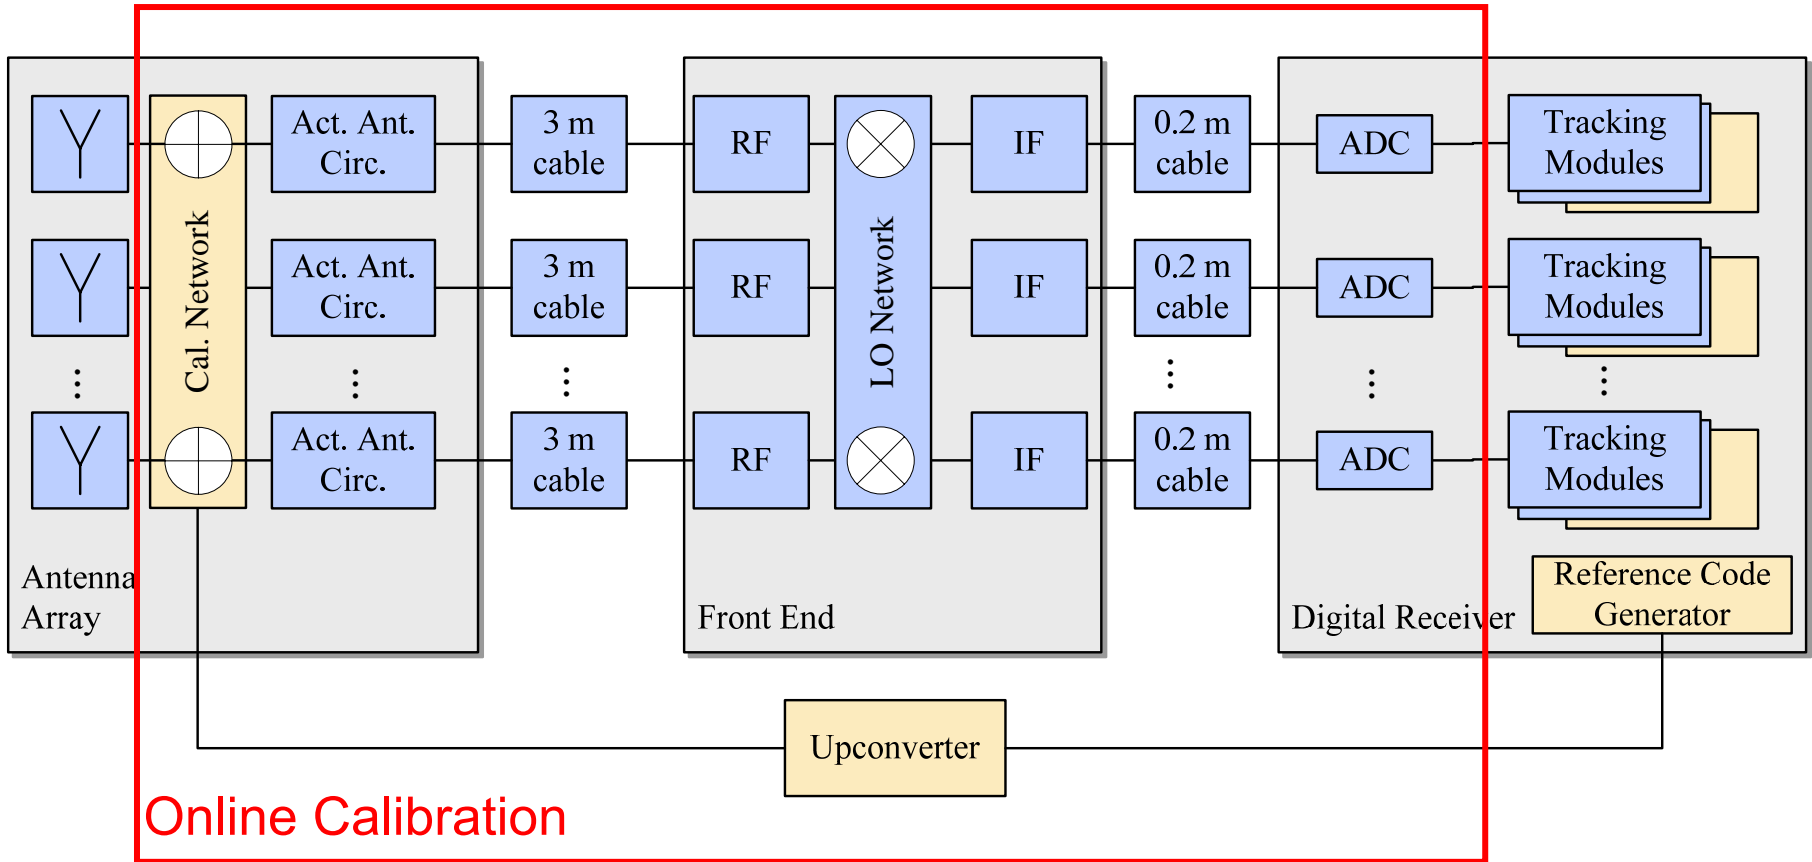 Act. Ant.
Circ.
3 m
cable
RF
IF
0.2 m
cable
ADC
Tracking
Modules
Cal. Network
Act. Ant.
Circ.
3 m
cable
RF
LO Network
IF
0.2 m
cable
ADC
Tracking
Modules
...
...
...
...
...
...
Act. Ant.
Circ.
3 m
cable
RF
IF
0.2 m
cable
ADC
Tracking
Modules
Antenna
Array
Front End
Digital Receiver
Reference Code
Generator
Upconverter
Online Calibration